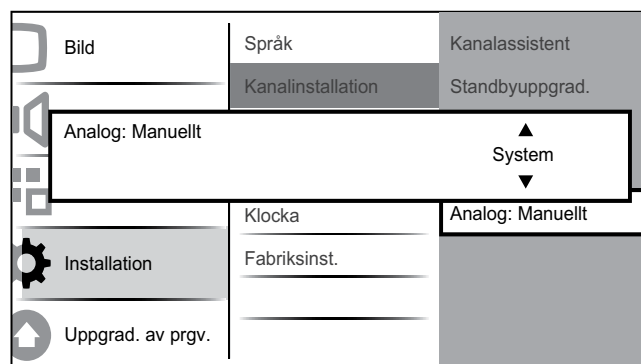 Bild
Språk
Kanalassistent
Kanalinstallation
Standbyuppgrad.
Analog: Manuellt
System
Klocka
Analog: Manuellt
Installation
Fabriksinst.
Uppgrad. av prgv.